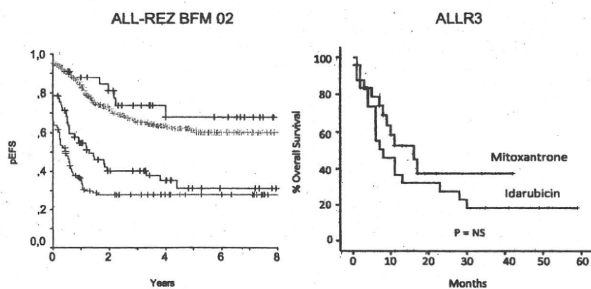 ALL-REZ BFM 02
1,0
,8
,6
,4
,2
0,0
pEFS
0 2 4 6 8
Years
ALLR3
100
80
60
40
20
0
% Overall Survival
Mitoxantrone
Idarubicin
P = NS
0 10 20 30 40 50 60
Months